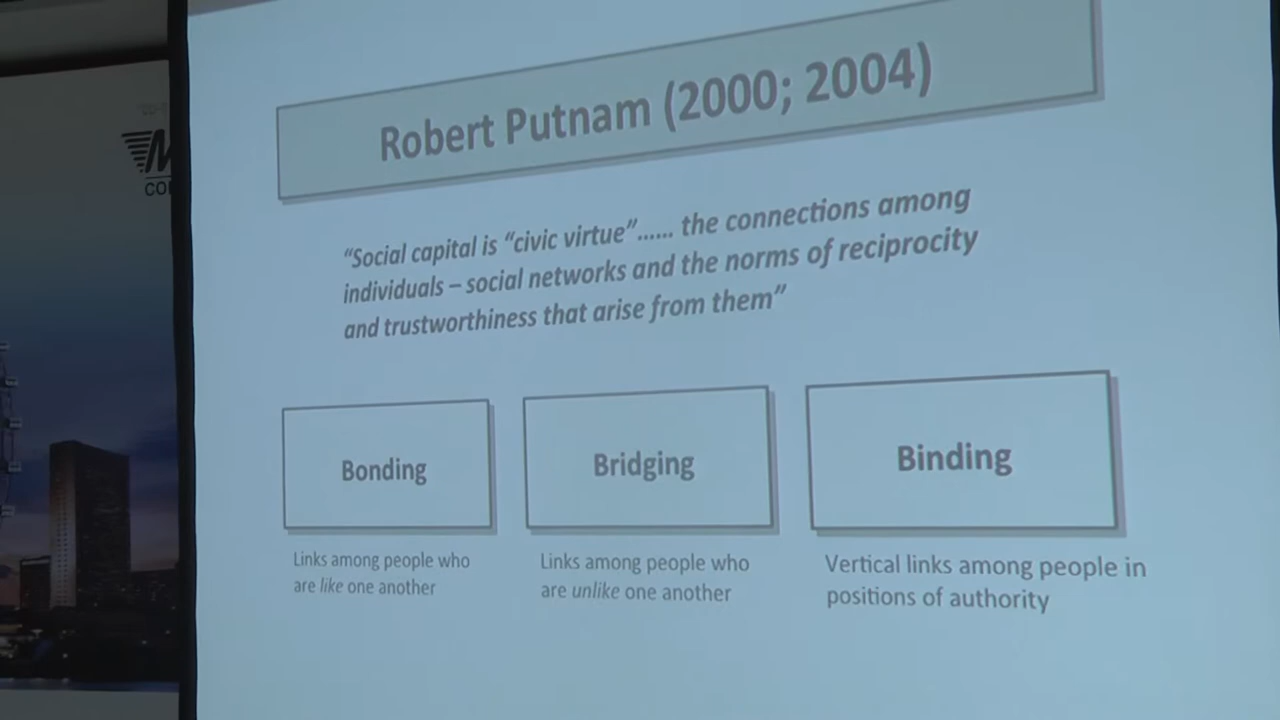 Robert Putnam (2000; 2004)
“Social capital is “civic virtue”...... the connections among
individuals – social networks and the norms of reciprocity
and trustworthiness that arise from them”
Bonding
Links among people who
are like one another
Bridging
Links among people who
are unlike one another
Binding
Vertical links among people in
positions of authority